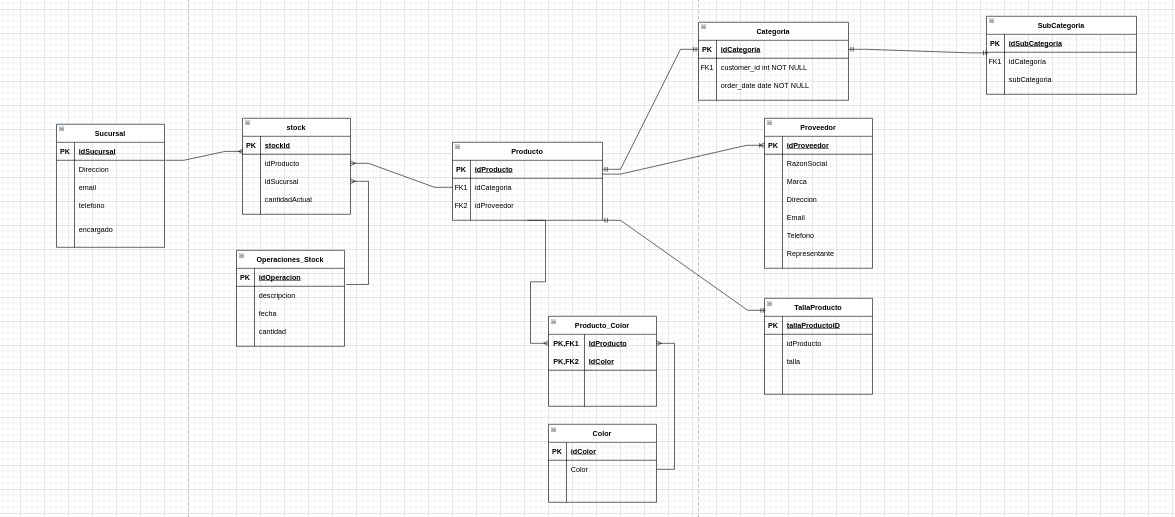 Sucursal
PK idSucursal
Direccion
email
telefono
encargado
stock
PK stockId
idProducto
idSucursal
cantidadActual
Operaciones_Stock
PK idOperacion
descripcion
fecha
cantidad
Producto
PK idProducto
FK1 idCategoria
FK2 idProveedor
Producto_Color
PK,FK1 IdProducto
PK,FK2 IdColor
Color
PK idColor
Color
Categoria
PK idCategoria
FK1 customer_id int NOT NULL
order_date date NOT NULL
SubCategoria
PK idSubCategoria
FK1 idCategoria
subCategoria
Proveedor
PK idProveedor
RazonSocial
Marca
Direccion
Email
Telefono
Representante
TallaProducto
PK tallaProductoID
idProducto
talla